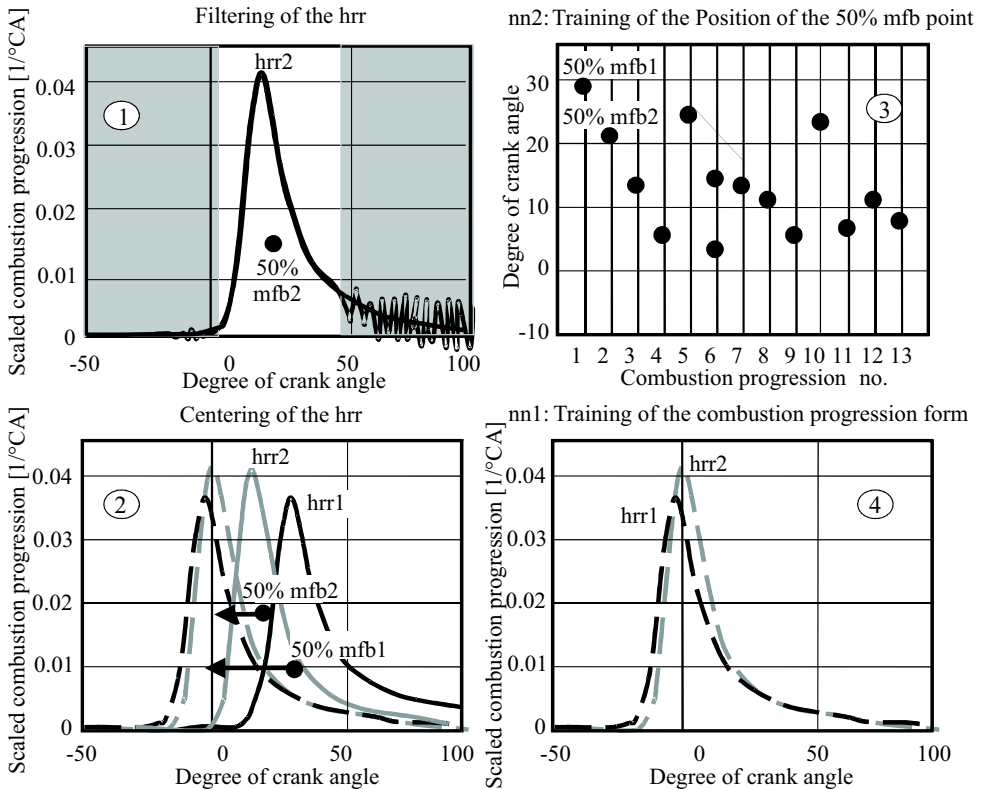 Filtering of the hrr
Scaled combustion progression [1/°CA]
0.04
0.03
0.02
0.01
0
hrr2
1
50%
mfb2
-50
0
50
100
Degree of crank angle
nn2: Training of the Position of the 50% mfb point
Degree of crank angle
30
20
10
0
-10
50% mfb1
50% mfb2
3
1 2 3 4 5 6 7 8 9 10 11 12 13
Combustion progression no.
Centering of the hrr
Scaled combustion progression [1/°CA]
0.04
0.03
0.02
0.01
0
2
hrr2
hrr1
50% mfb2
50% mfb1
-50
0
50
100
Degree of crank angle
nn1: Training of the combustion progression form
Scaled combustion progression [1/°CA]
0.04
0.03
0.02
0.01
0
hrr2
hrr1
4
-50
0
50
100
Degree of crank angle